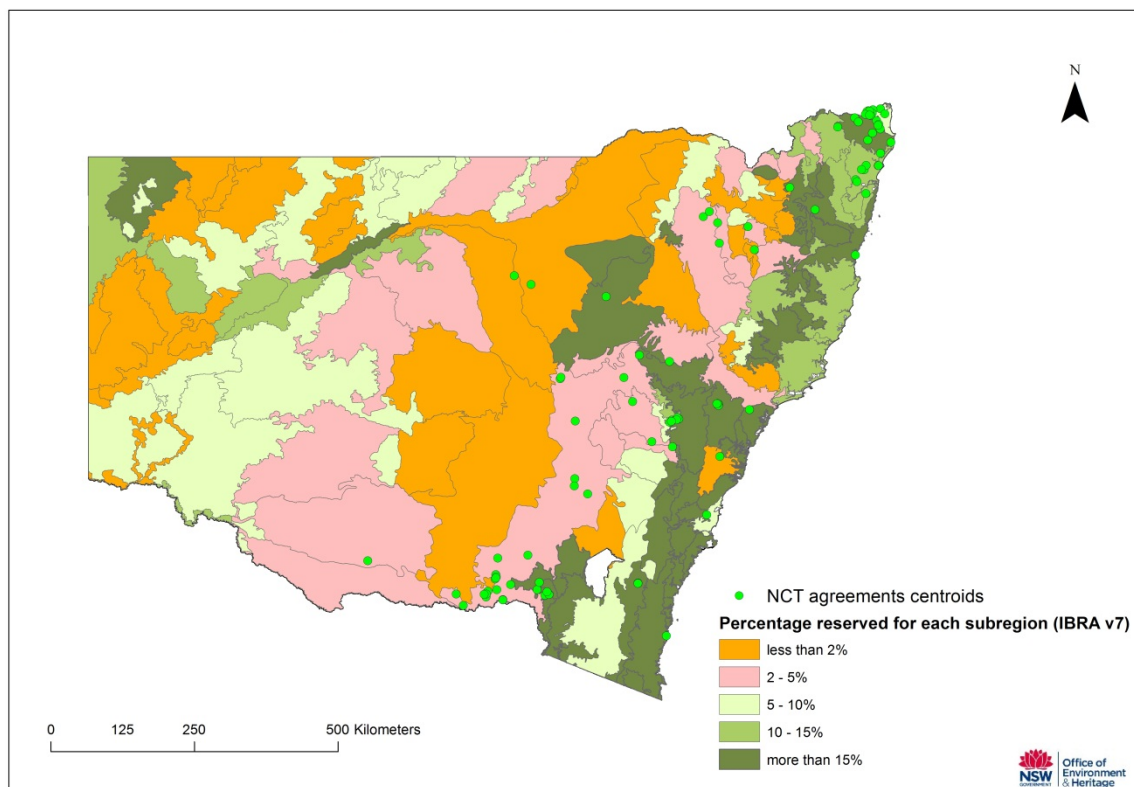 N
NCT agreements centroids
Percentage reserved for each subregion (IBRA v7)
less than 2%
2 - 5%
5 - 10%
10 - 15%
more than 15%
0 125 250 500 Kilometers
NSW
GOVERNMENT
Office of
Environment
& Heritage